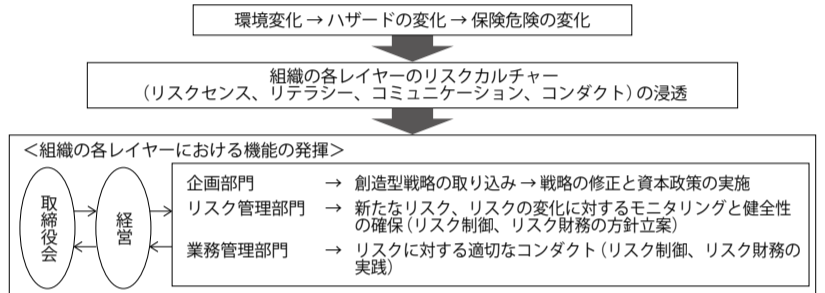 環境変化 → ハザードの変化 → 保険危険の変化
組織の各レイヤーのリスクカルチャー
（リスクセンス、リテラシー、コミュニケーション、コンダクト）の浸透
＜組織の各レイヤーにおける機能の発揮＞
取締役会
経営
企画部門 → 創造型戦略の取り込み → 戦略の修正と資本政策の実施
リスク管理部門 → 新たなリスク、リスクの変化に対するモニタリングと健全性
の確保（リスク制御、リスク財務の方針立案）
業務管理部門 → リスクに対する適切なコンダクト（リスク制御、リスク財務の
実践）